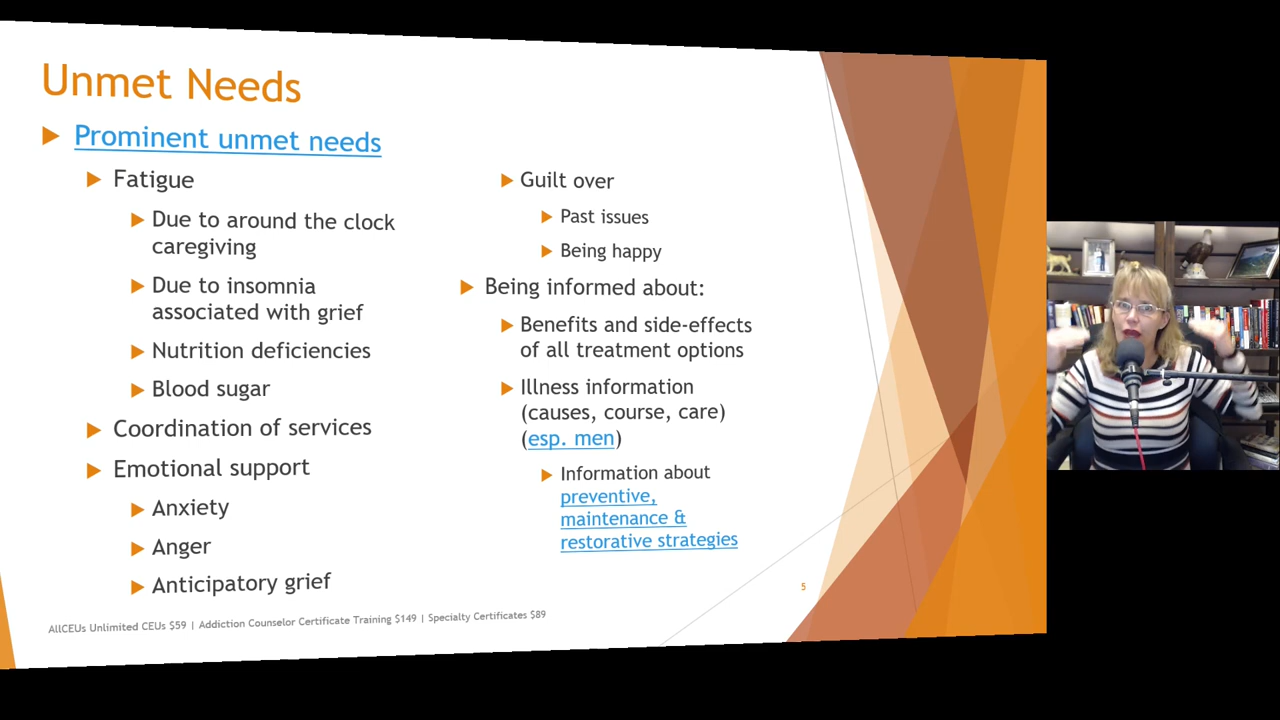 Unmet Needs
Prominent unmet needs
Fatigue
Due to around the clock
caregiving
Due to insomnia
associated with grief
Nutrition deficiencies
Blood sugar
Coordination of services
Emotional support
Anxiety
Anger
Anticipatory grief
Guilt over
Past issues
Being happy
Being informed about:
Benefits and side-effects
of all treatment options
Illness information
(causes, course, care)
(esp. men)
Information about
preventive,
maintenance &
restorative strategies
5
AllCEUs Unlimited CEUs $59 | Addiction Counselor Certificate Training $149 | Specialty Certificates $89